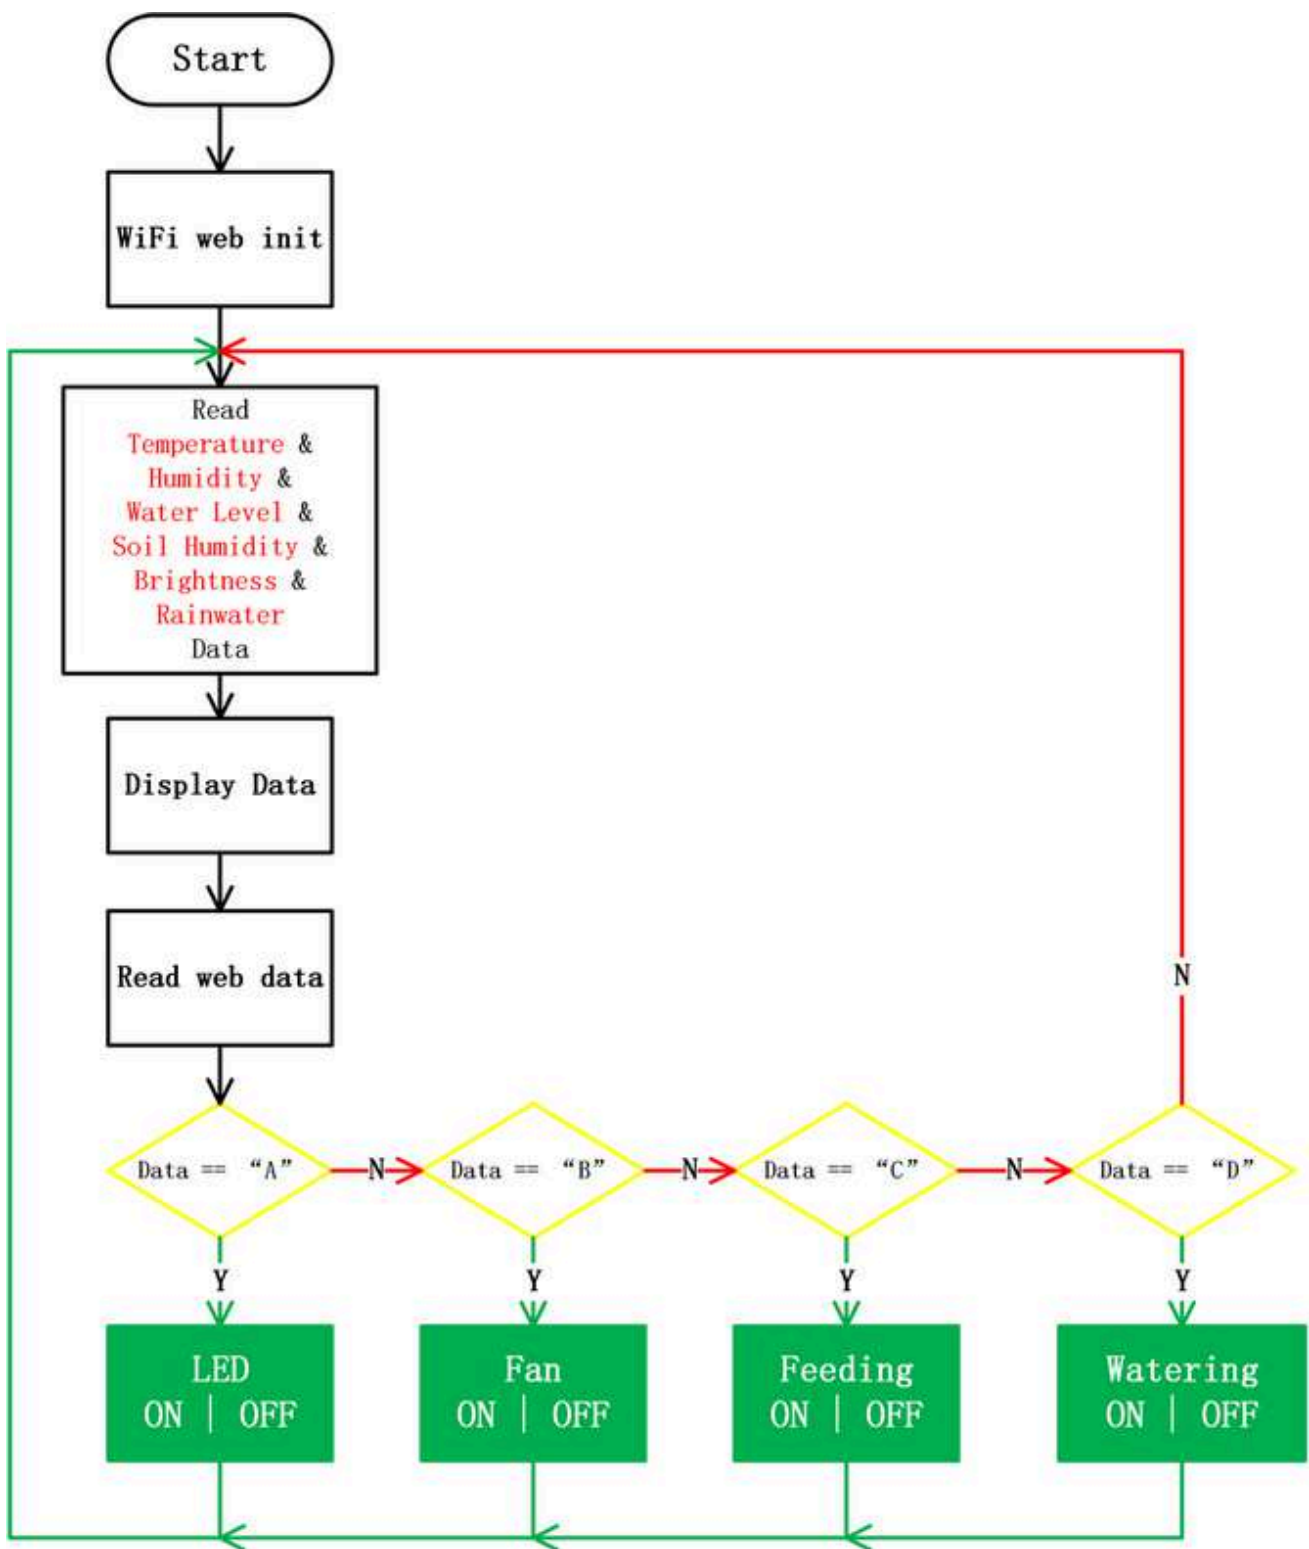 Start
WiFi web init
Read
Temperature &
Humidity &
Water Level &
Soil Humidity &
Brightness &
Rainwater
Data
Display Data
Read web data
N
Data == “A”
N
Data == “B”
N
Data == “C”
N
Data == “D”
Y
Y
Y
Y
LED
ON | OFF
Fan
ON | OFF
Feeding
ON | OFF
Watering
ON | OFF